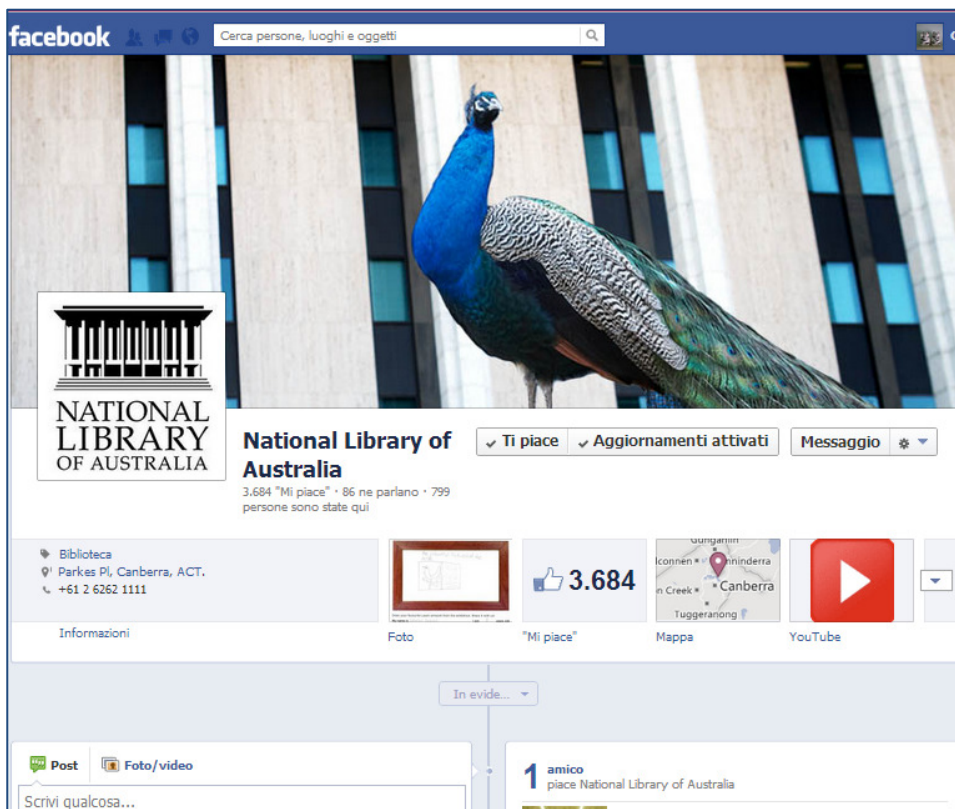 facebook
Cerca persone, luoghi e oggetti
NATIONAL
LIBRARY
OF AUSTRALIA
National Library of
Australia
3.684 "Mi piace" · 86 ne parlano · 799
persone sono state qui
Ti piace
Aggiornamenti attivati
Messaggio
Biblioteca
Parkes Pl, Canberra, ACT.
+61 2 6262 1111
Informazioni
Foto
3.684
"Mi piace"
Canberra
Tuggeranong
Mappa
YouTube
In evide...
Post
Foto/video
Scrivi qualcosa...
1 amico
piace National Library of Australia